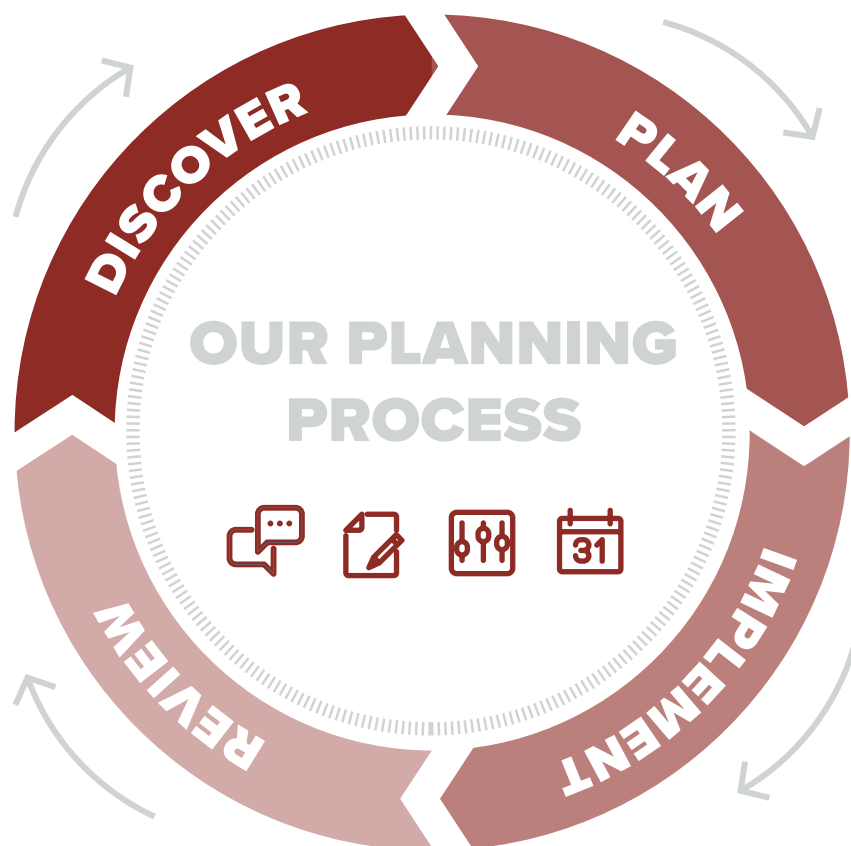 DISCOVER
PLAN
OUR PLANNING
PROCESS
31
IMPLEMENT
REVIEW